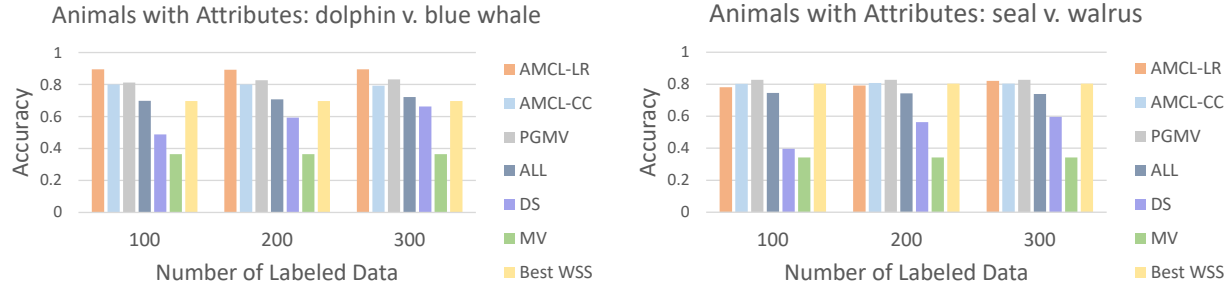 Animals with Attributes: dolphin v. blue whale
Accuracy
1
0.8
0.6
0.4
0.2
0
100 200 300
Number of Labeled Data
AMCL-LR
AMCL-CC
PGMV
ALL
DS
MV
Best WSS
Animals with Attributes: seal v. walrus
Accuracy
1
0.8
0.6
0.4
0.2
0
100 200 300
Number of Labeled Data
AMCL-LR
AMCL-CC
PGMV
ALL
DS
MV
Best WSS